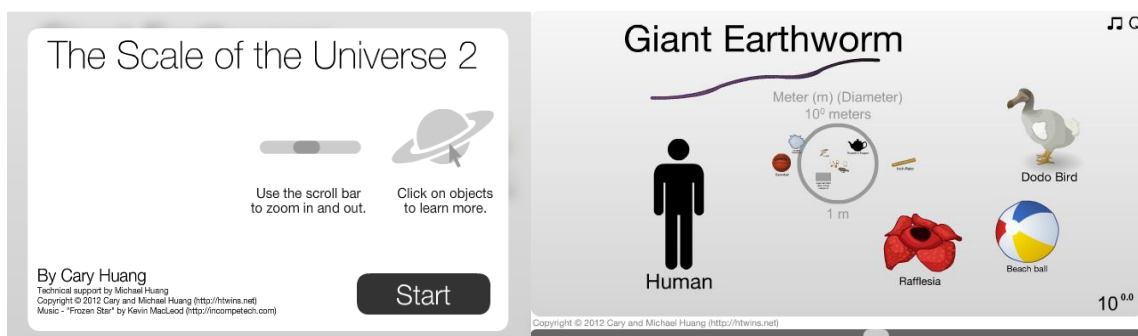 The Scale of the Universe 2
Use the scroll bar
to zoom in and out.
Click on objects
to learn more.
By Cary Huang
Technical support by Michael Huang
Copyright © 2012 Cary and Michael Huang (http://htwins.net)
Music - "Frozen Star" by Kevin MacLeod (http://incompetech.com)
Start
Giant Earthworm
Meter (m) (Diameter)
10⁰ meters
1 m
Dodo Bird
Human
Rafflesia
Beach ball
10⁰·⁰
Copyright © 2012 Cary and Michael Huang (http://htwins.net)